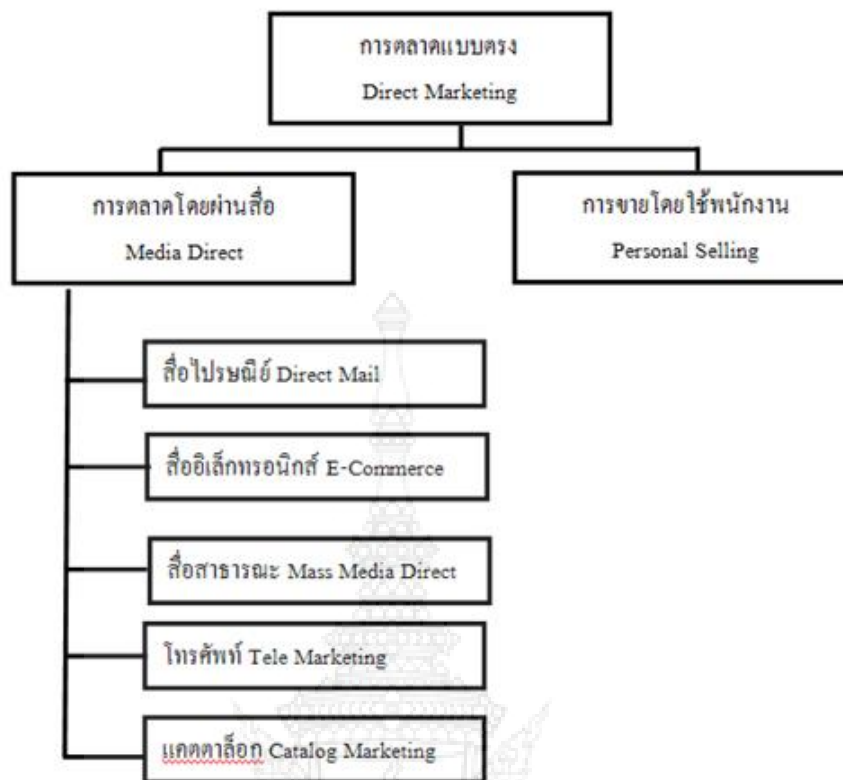 การตลาดแบบตรง
Direct Marketing
การตลาดโดยผ่านสื่อ
Media Direct
การขายโดยใช้พนักงาน
Personal Selling
สื่อไปรษณีย์ Direct Mail
สื่ออิเล็กทรอนิกส์ E-Commerce
สื่อสาธารณะ Mass Media Direct
โทรศัพท์ Tele Marketing
แคตตาล็อก Catalog Marketing